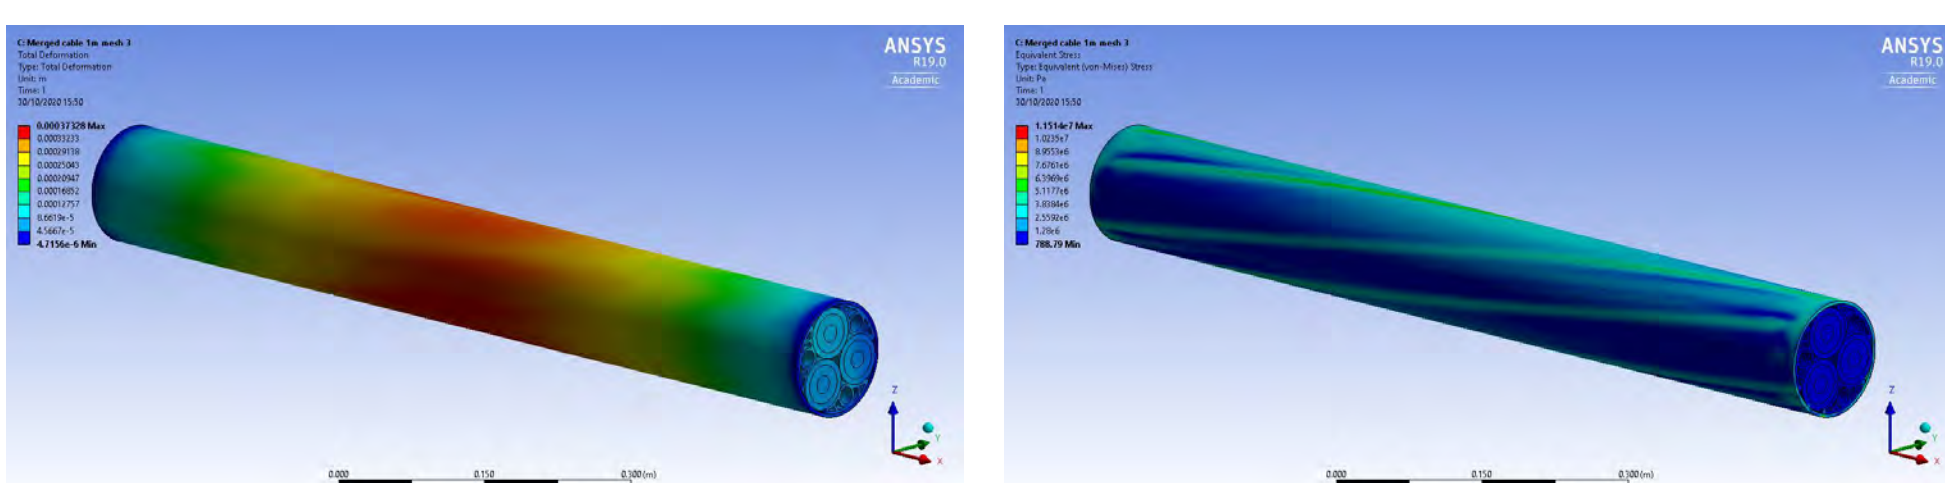 C: Merged cable 1m mesh 3
Total Deformation
Type: Total Deformation
Unit: m
Time: 1
30/10/2020 15:50
0.00037328 Max
0.00033233
0.00029138
0.00025043
0.00020947
0.00016852
0.00012757
8.6619e-5
4.5667e-5
4.7156e-6 Min
ANSYS
R19.0
Academic
Z
Y
X
0.000 0.150 0.300 (m)
C: Merged cable 1m mesh 3
Equivalent Stress
Type: Equivalent (von-Mises) Stress
Unit: Pa
Time: 1
30/10/2020 15:50
1.1514e7 Max
1.0235e7
8.9553e6
7.6761e6
6.3969e6
5.1177e6
3.8384e6
2.5592e6
1.28e6
788.79 Min
ANSYS
R19.0
Academic
Z
Y
X
0.000 0.150 0.300 (m)